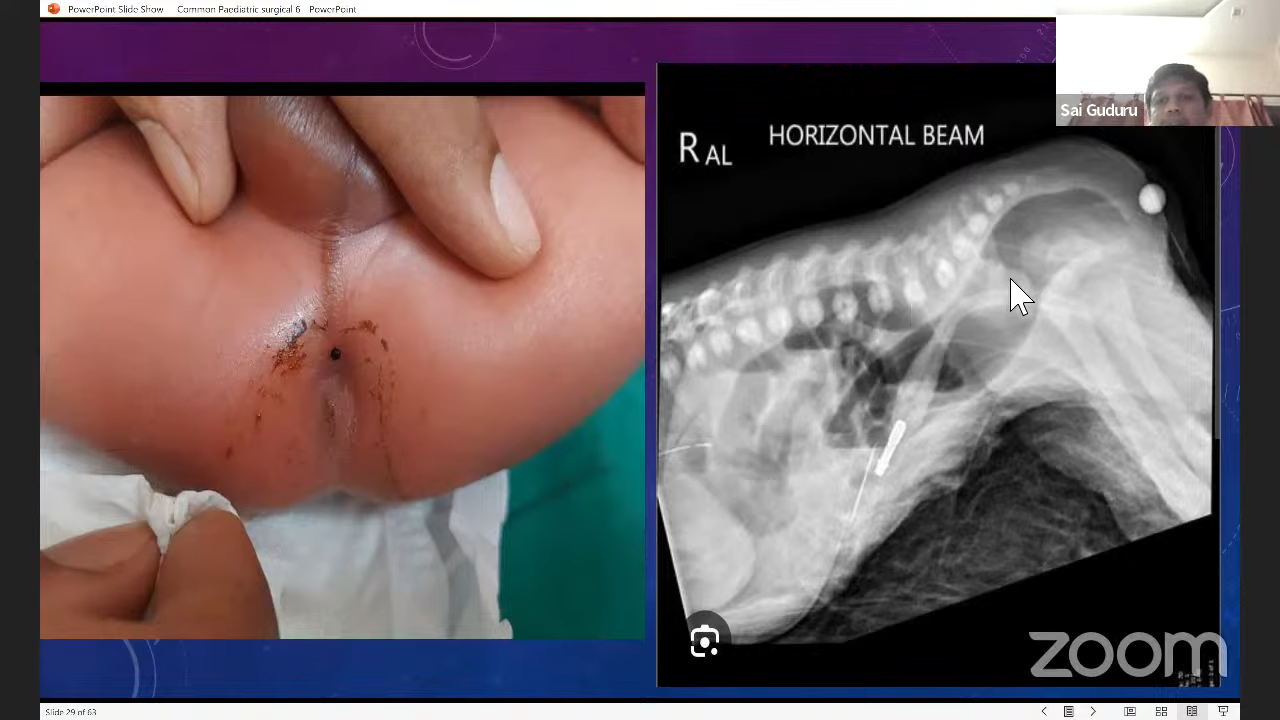 PowerPoint Slide Show    Common Paediatric surgical 6    PowerPoint
Sai Guduru
R AL    HORIZONTAL BEAM
zoom
Slide 29 of 63